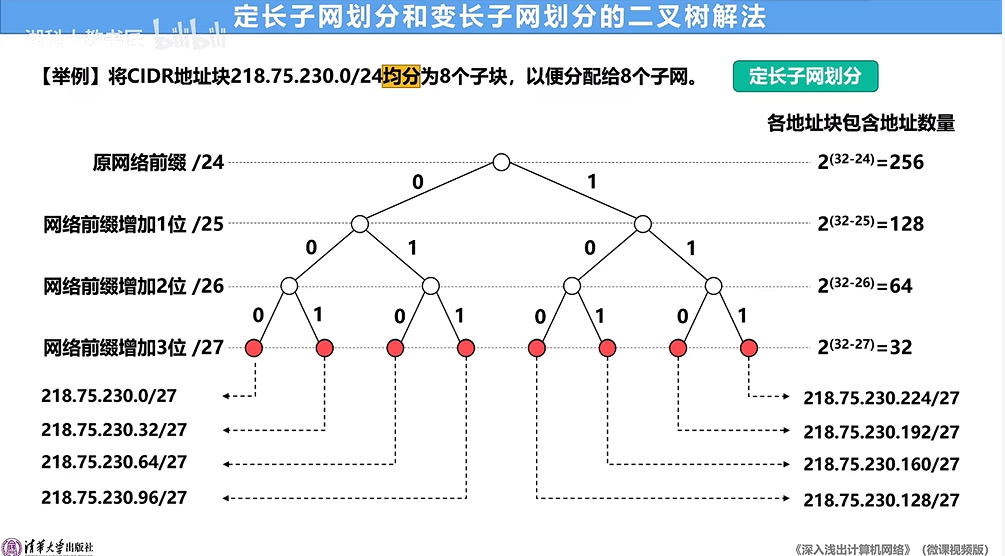 定长子网划分和变长子网划分的二叉树解法
bilibili
【举例】将CIDR地址块218.75.230.0/24均分为8个子块，以便分配给8个子网。
定长子网划分
各地址块包含地址数量
原网络前缀 /24
2(32-24)=256
0 1
网络前缀增加1位 /25
2(32-25)=128
0 1 0 1
网络前缀增加2位 /26
2(32-26)=64
0 1 0 1 0 1 0 1
网络前缀增加3位 /27
2(32-27)=32
218.75.230.0/27
218.75.230.32/27
218.75.230.64/27
218.75.230.96/27
218.75.230.224/27
218.75.230.192/27
218.75.230.160/27
218.75.230.128/27
清华大学出版社
《深入浅出计算机网络》（微课视频版）